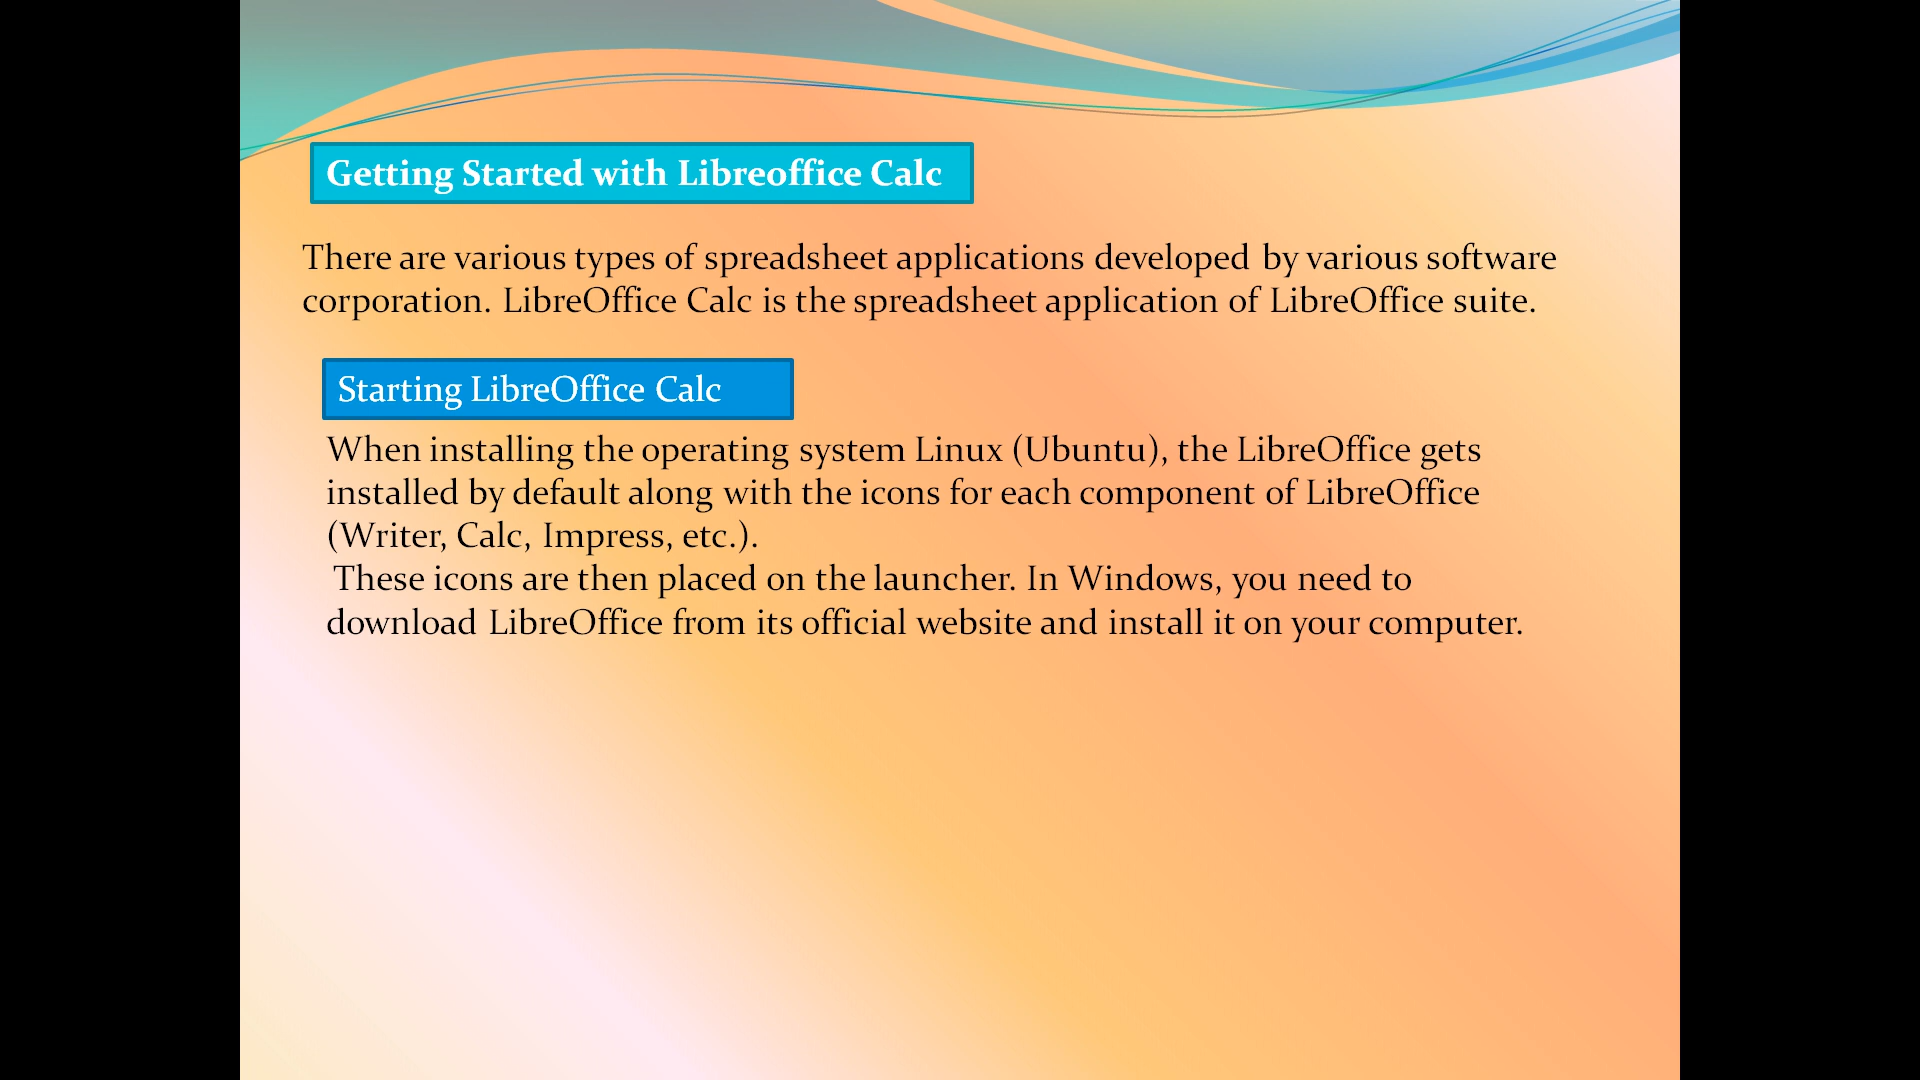 Getting Started with Libreoffice Calc
There are various types of spreadsheet applications developed by various software
corporation. LibreOffice Calc is the spreadsheet application of LibreOffice suite.
Starting LibreOffice Calc
When installing the operating system Linux (Ubuntu), the LibreOffice gets
installed by default along with the icons for each component of LibreOffice
(Writer, Calc, Impress, etc.).
These icons are then placed on the launcher. In Windows, you need to
download LibreOffice from its official website and install it on your computer.